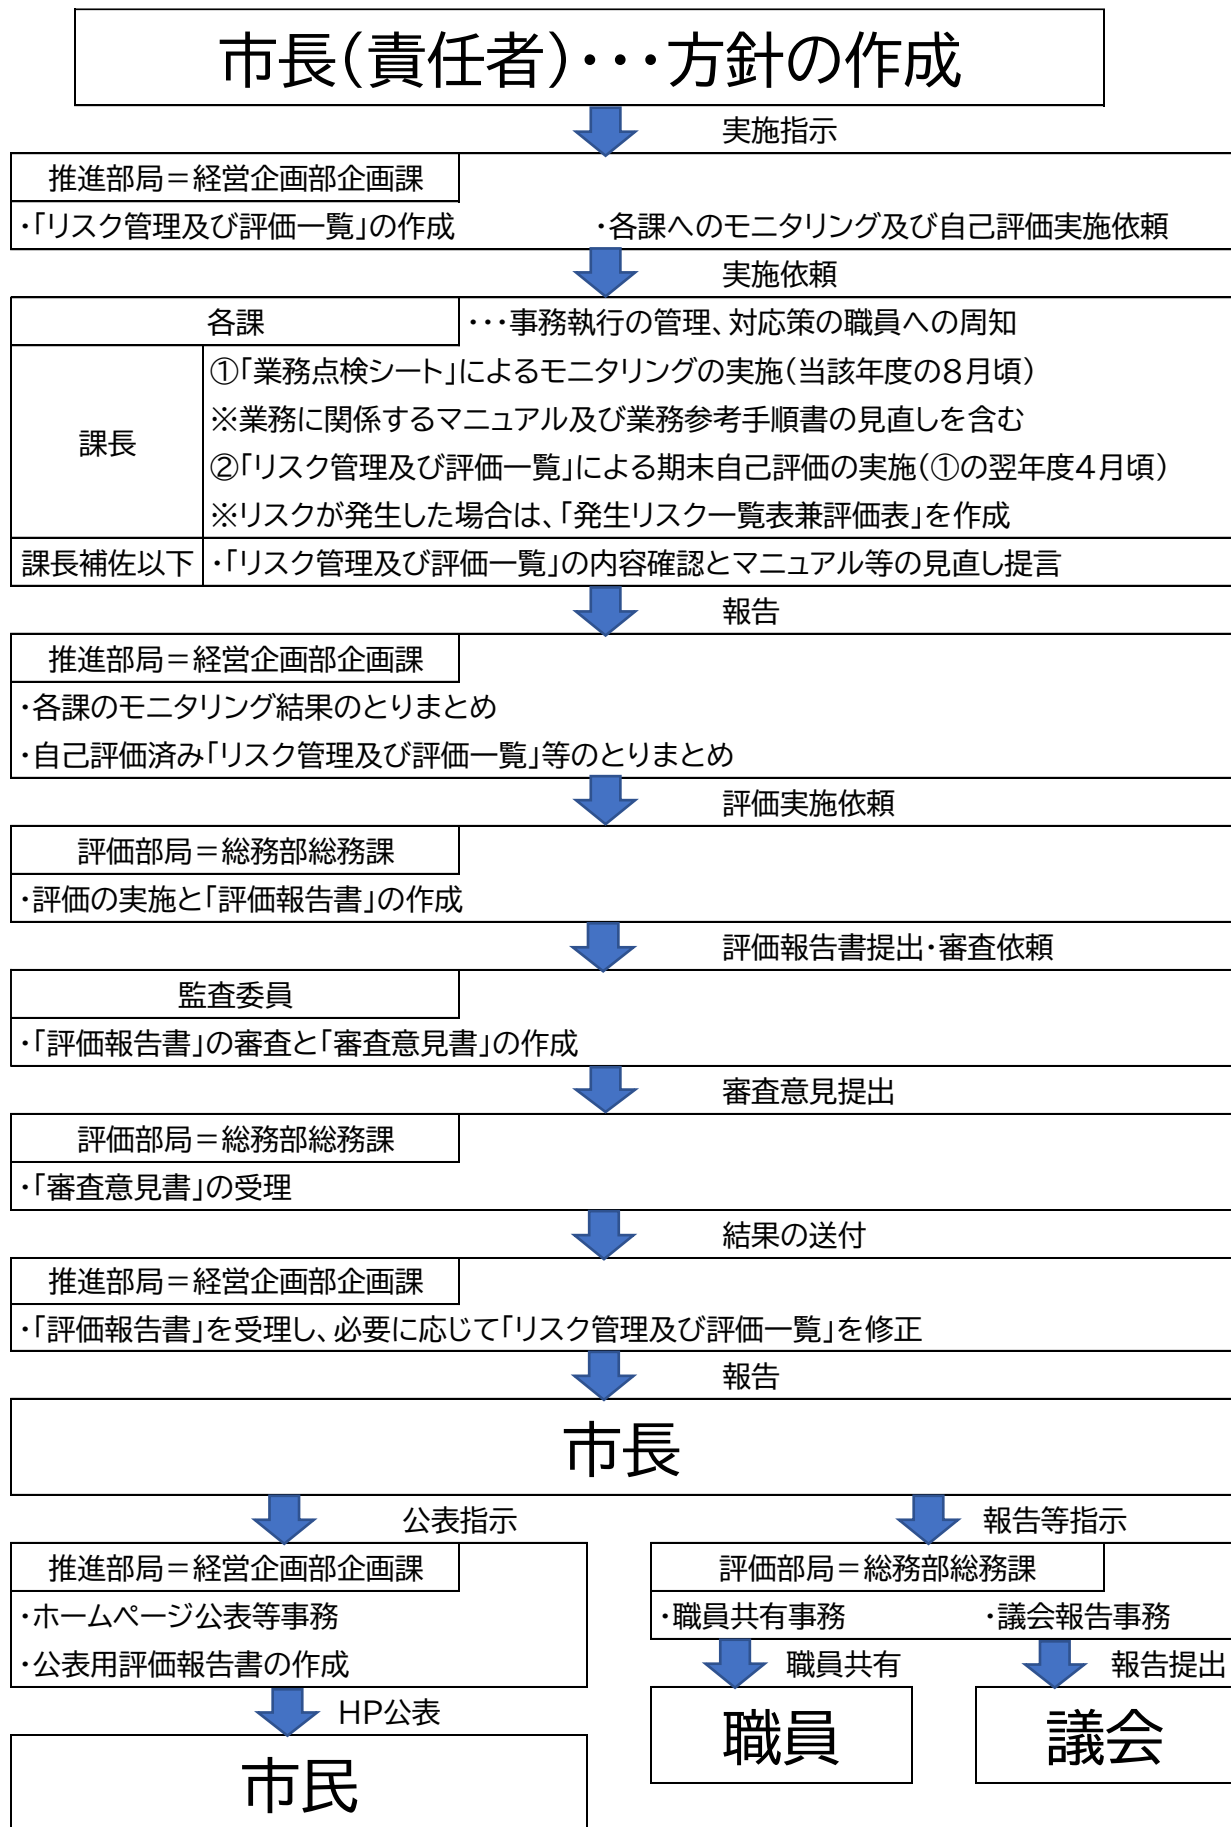 市長(責任者)・・・方針の作成
実施指示
推進部局＝経営企画部企画課
・「リスク管理及び評価一覧」の作成　・各課へのモニタリング及び自己評価実施依頼
実施依頼
各課　・・・事務執行の管理、対応策の職員への周知
課長
①「業務点検シート」によるモニタリングの実施(当該年度の8月頃)
※業務に関係するマニュアル及び業務参考手順書の見直しを含む
②「リスク管理及び評価一覧」による期末自己評価の実施(①の翌年度4月頃)
※リスクが発生した場合は、「発生リスク一覧表兼評価表」を作成
課長補佐以下　・「リスク管理及び評価一覧」の内容確認とマニュアル等の見直し提言
報告
推進部局＝経営企画部企画課
・各課のモニタリング結果のとりまとめ
・自己評価済み「リスク管理及び評価一覧」等のとりまとめ
評価実施依頼
評価部局＝総務部総務課
・評価の実施と「評価報告書」の作成
評価報告書提出・審査依頼
監査委員
・「評価報告書」の審査と「審査意見書」の作成
審査意見提出
評価部局＝総務部総務課
・「審査意見書」の受理
結果の送付
推進部局＝経営企画部企画課
・「評価報告書」を受理し、必要に応じて「リスク管理及び評価一覧」を修正
報告
市長
公表指示
推進部局＝経営企画部企画課
・ホームページ公表等事務
・公表用評価報告書の作成
HP公表
市民
報告等指示
評価部局＝総務部総務課
・職員共有事務　・議会報告事務
職員共有　報告提出
職員　議会